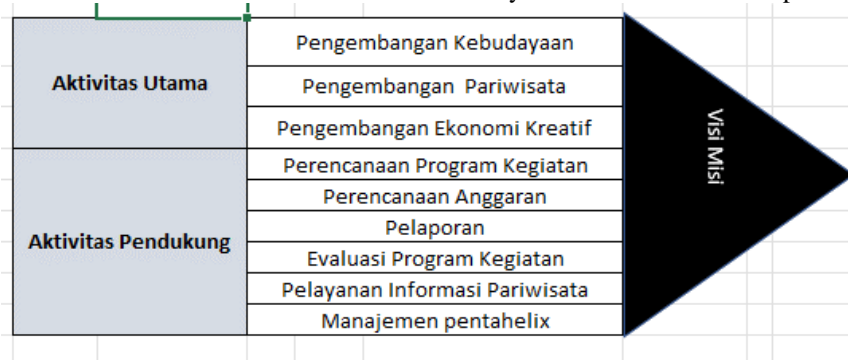 Aktivitas Utama
Pengembangan Kebudayaan
Pengembangan Pariwisata
Pengembangan Ekonomi Kreatif
Aktivitas Pendukung
Perencanaan Program Kegiatan
Perencanaan Anggaran
Pelaporan
Evaluasi Program Kegiatan
Pelayanan Informasi Pariwisata
Manajemen pentahelix
Visi Misi